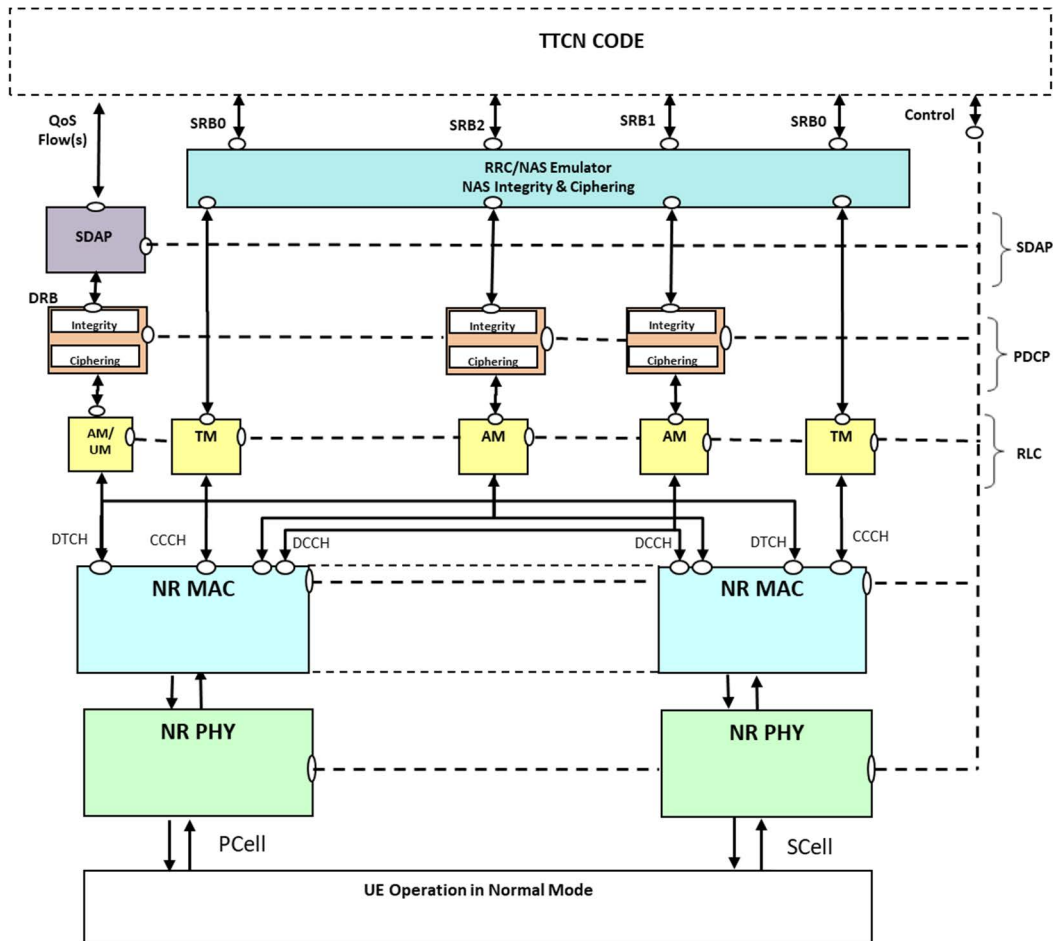 TTCN CODE
QoS
Flow(s)
SRB0
SRB2
SRB1
SRB0
Control
RRC/NAS Emulator
NAS Integrity & Ciphering
SDAP
SDAP
DRB
Integrity
Integrity
Integrity
Ciphering
Ciphering
Ciphering
PDCP
AM/
UM
TM
AM
AM
TM
RLC
DTCH
CCCH
DCCH
DCCH
DTCH
CCCH
NR MAC
NR MAC
NR PHY
NR PHY
PCell
SCell
UE Operation in Normal Mode